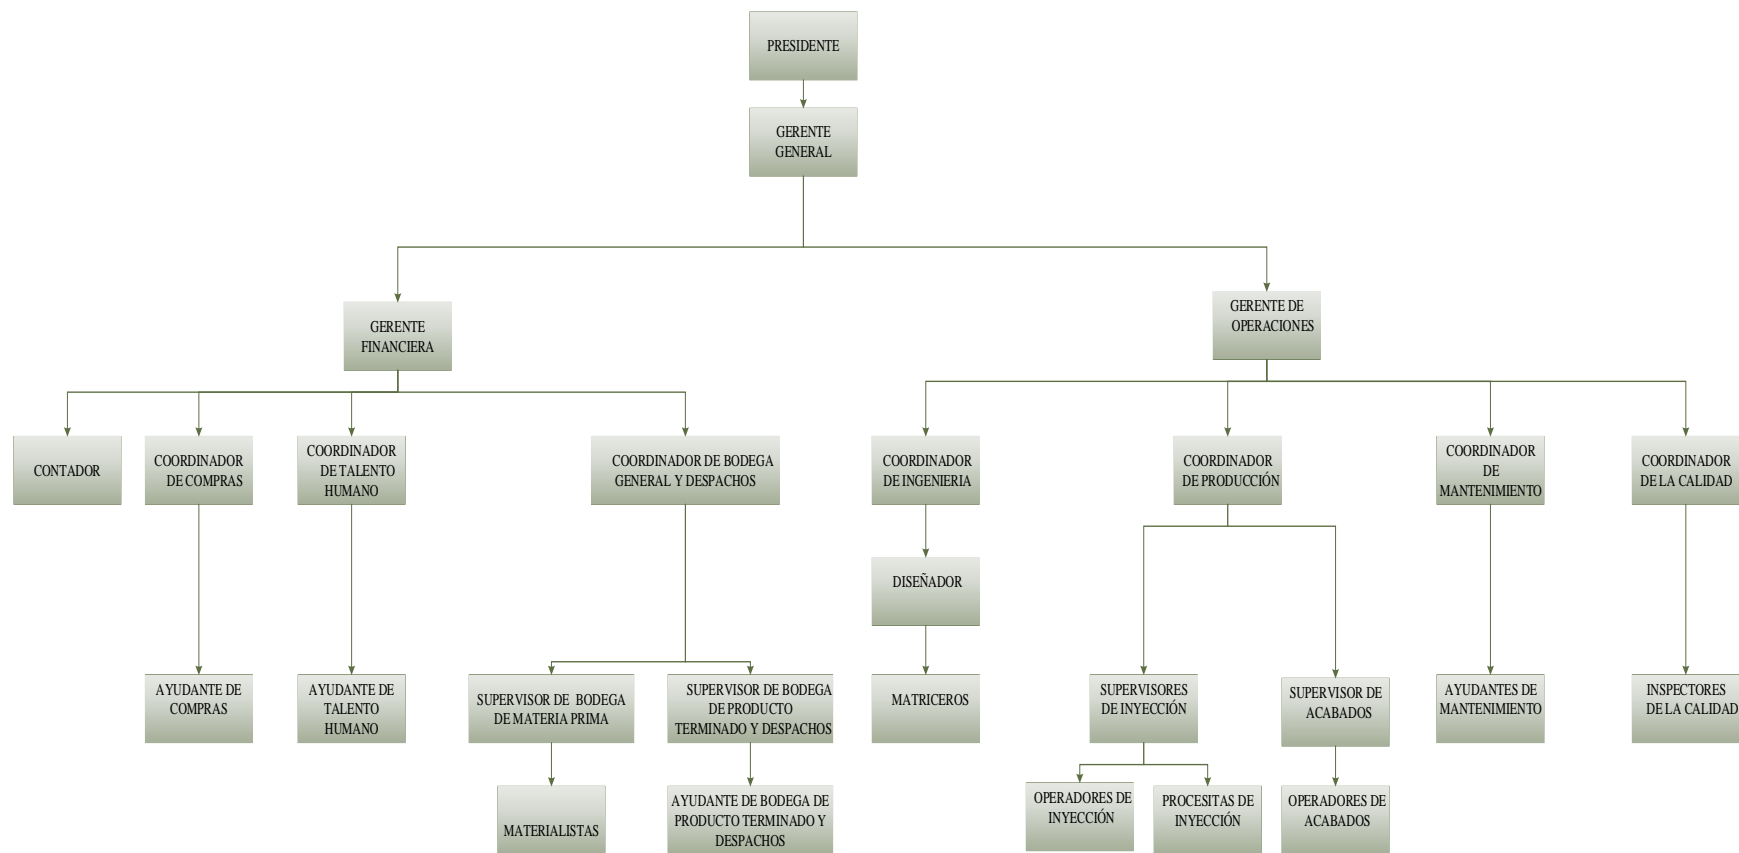 PRESIDENTE
GERENTE
GENERAL
GERENTE
FINANCIERA
GERENTE DE
OPERACIONES
CONTADOR
COORDINADOR
DE COMPRAS
COORDINADOR
DE TALENTO
HUMANO
COORDINADOR DE BODEGA
GENERAL Y DESPACHOS
COORDINADOR
DE INGENIERIA
COORDINADOR
DE PRODUCCIÓN
COORDINADOR
DE
MANTENIMIENTO
COORDINADOR
DE LA CALIDAD
DISEÑADOR
AYUDANTE DE
COMPRAS
AYUDANTE DE
TALENTO
HUMANO
SUPERVISOR DE BODEGA
DE MATERIA PRIMA
SUPERVISOR DE BODEGA
DE PRODUCTO
TERMINADO Y DESPACHOS
MATRICEROS
SUPERVISORES
DE INYECCIÓN
SUPERVISOR DE
ACABADOS
AYUDANTES DE
MANTENIMIENTO
INSPECTORES
DE LA CALIDAD
MATERIALISTAS
AYUDANTE DE BODEGA DE
PRODUCTO TERMINADO Y
DESPACHOS
OPERADORES DE
INYECCIÓN
PROCESITAS DE
INYECCIÓN
OPERADORES DE
ACABADOS